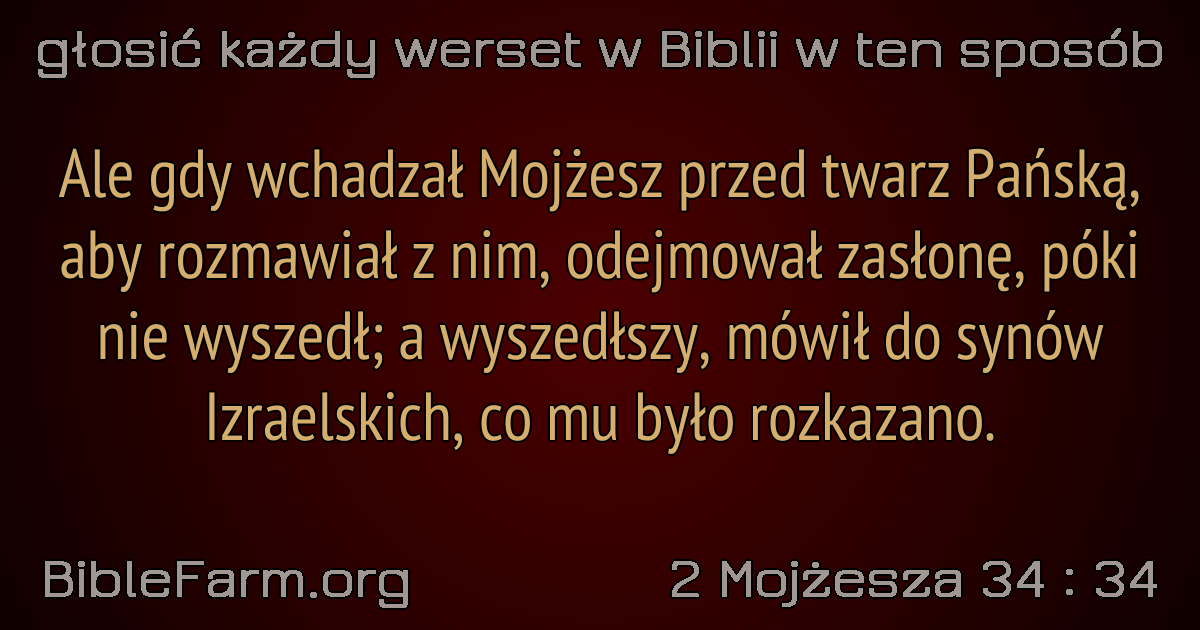 głosić każdy werset w Biblii w ten sposób
Ale gdy wchadzał Mojżesz przed twarz Pańską,
aby rozmawiał z nim, odejmował zasłonę, póki
nie wyszedł; a wyszedłszy, mówił do synów
Izraelskich, co mu było rozkazano.
BibleFarm.org
2 Mojżesza 34 : 34